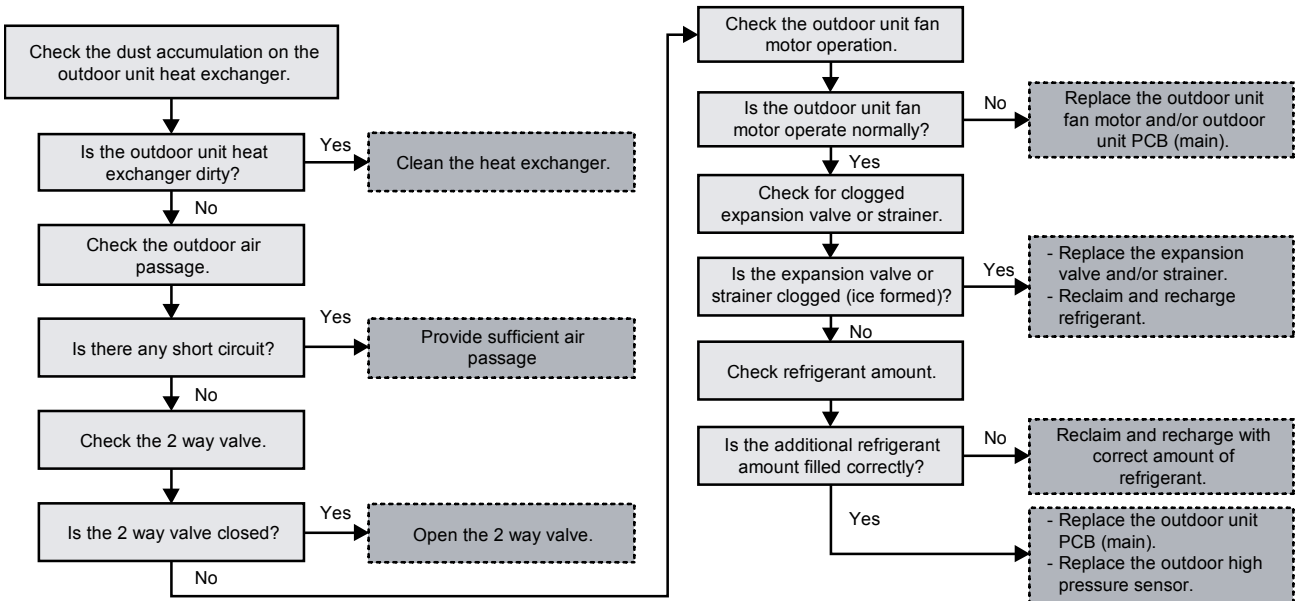 Check the dust accumulation on the
outdoor unit heat exchanger.
Is the outdoor unit heat
exchanger dirty?
Yes
Clean the heat exchanger.
No
Check the outdoor air
passage.
Is there any short circuit?
Yes
Provide sufficient air
passage
No
Check the 2 way valve.
Is the 2 way valve closed?
Yes
Open the 2 way valve.
No
Check the outdoor unit fan
motor operation.
Is the outdoor unit fan
motor operate normally?
No
Replace the outdoor unit
fan motor and/or outdoor
unit PCB (main).
Yes
Check for clogged
expansion valve or strainer.
Is the expansion valve or
strainer clogged (ice formed)?
Yes
- Replace the expansion
valve and/or strainer.
- Reclaim and recharge
refrigerant.
No
Check refrigerant amount.
Is the additional refrigerant
amount filled correctly?
No
Reclaim and recharge with
correct amount of
refrigerant.
Yes
- Replace the outdoor unit
PCB (main).
- Replace the outdoor high
pressure sensor.